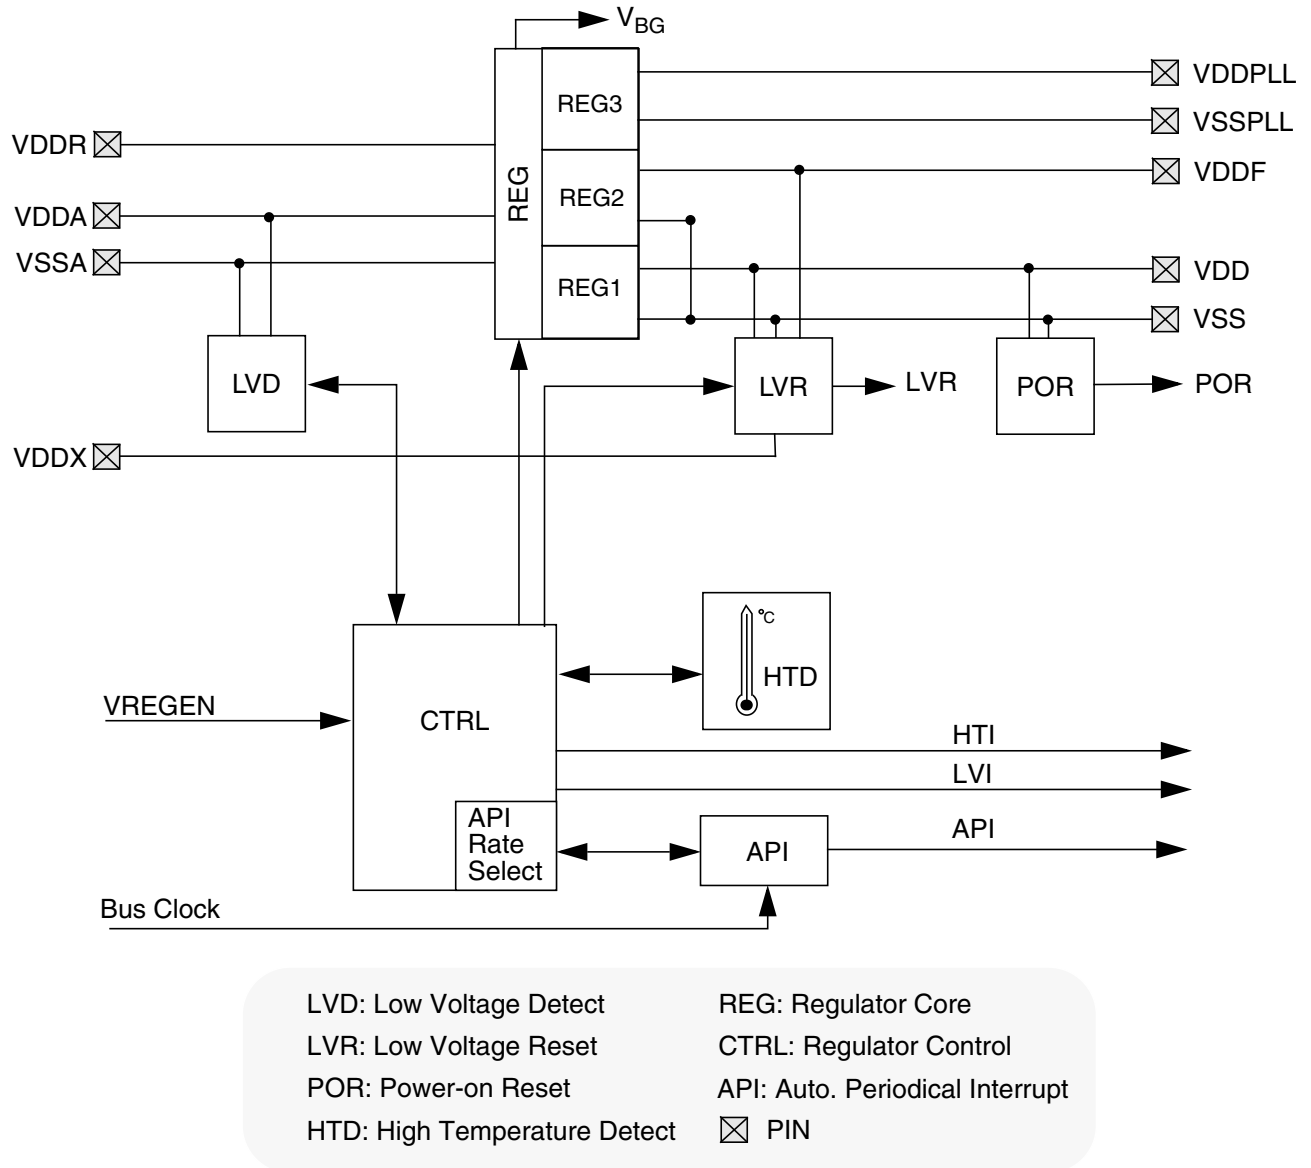 VBG
VDDPLL
REG3
VSSPLL
VDDR
VDDF
REG
REG2
VDDA
VSSA
VDD
REG1
VSS
LVD
LVR
LVR
POR
POR
VDDX
°C
HTD
VREGEN
CTRL
HTI
LVI
API
Rate
Select
API
API
Bus Clock
LVD: Low Voltage Detect
LVR: Low Voltage Reset
POR: Power-on Reset
HTD: High Temperature Detect
REG: Regulator Core
CTRL: Regulator Control
API: Auto. Periodical Interrupt
PIN